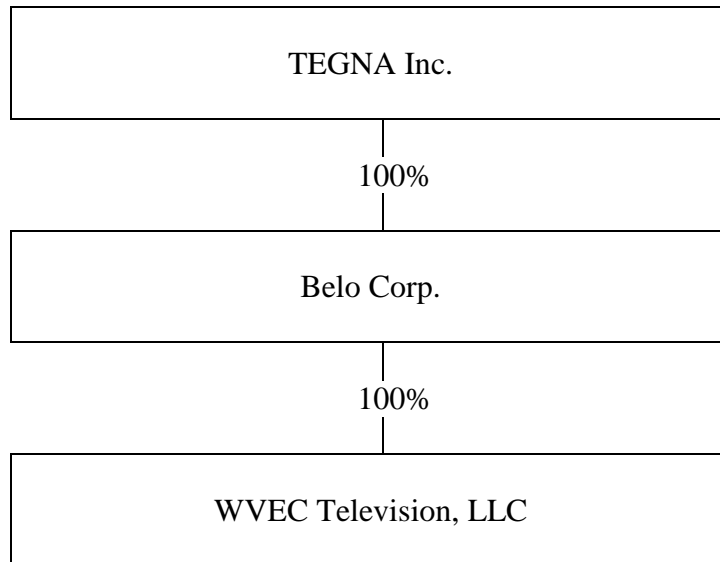 TEGNA Inc.
100%
Belo Corp.
100%
WVEC Television, LLC